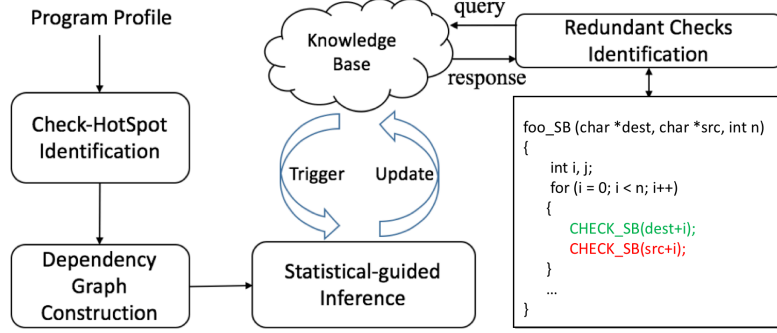 Program Profile
Check-HotSpot
Identification
Dependency
Graph
Construction
Knowledge
Base
Trigger
Update
Statistical-guided
Inference
query
response
Redundant Checks
Identification
foo_SB (char *dest, char *src, int n)
{
int i, j;
for (i = 0; i < n; i++)
{
CHECK_SB(dest+i);
CHECK_SB(src+i);
}
...
}